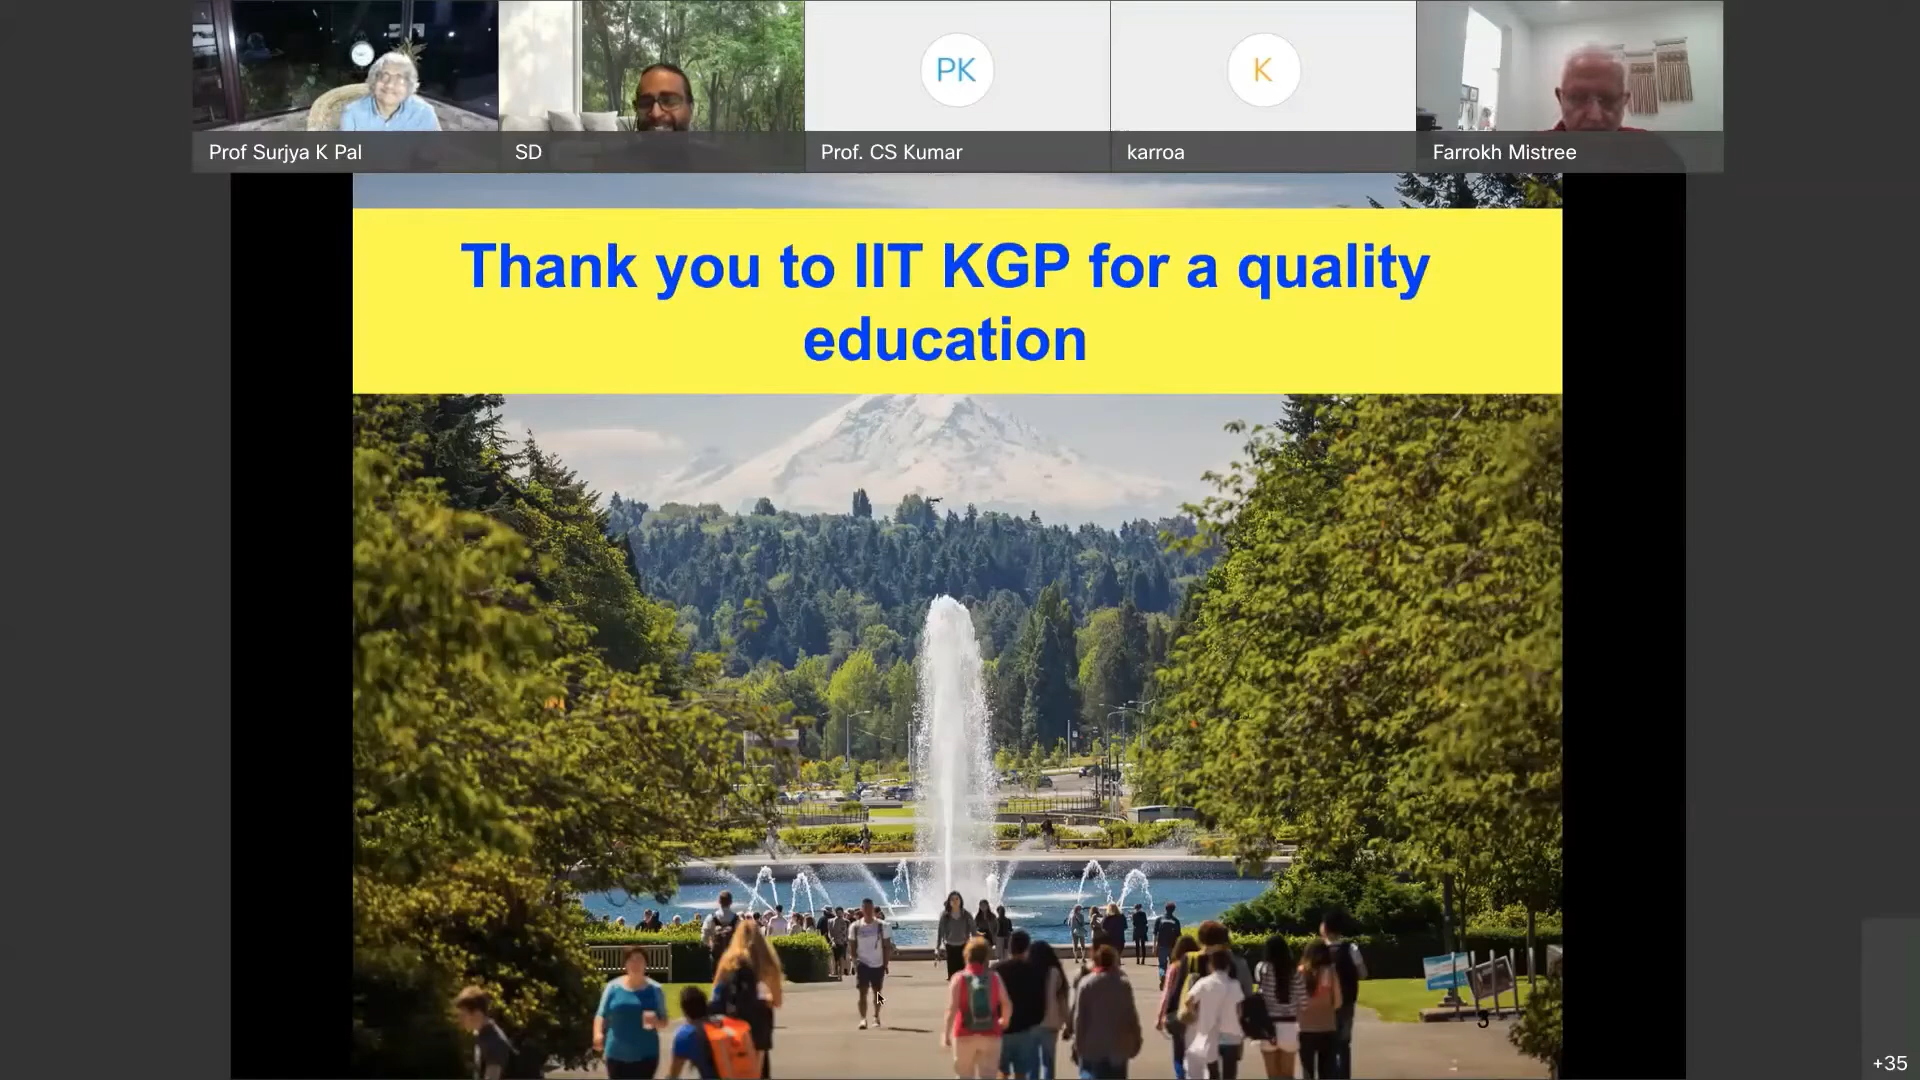 PK
K
Prof Surjya K Pal
SD
Prof. CS Kumar
karroa
Farrokh Mistree
Thank you to IIT KGP for a quality
education
3
+35